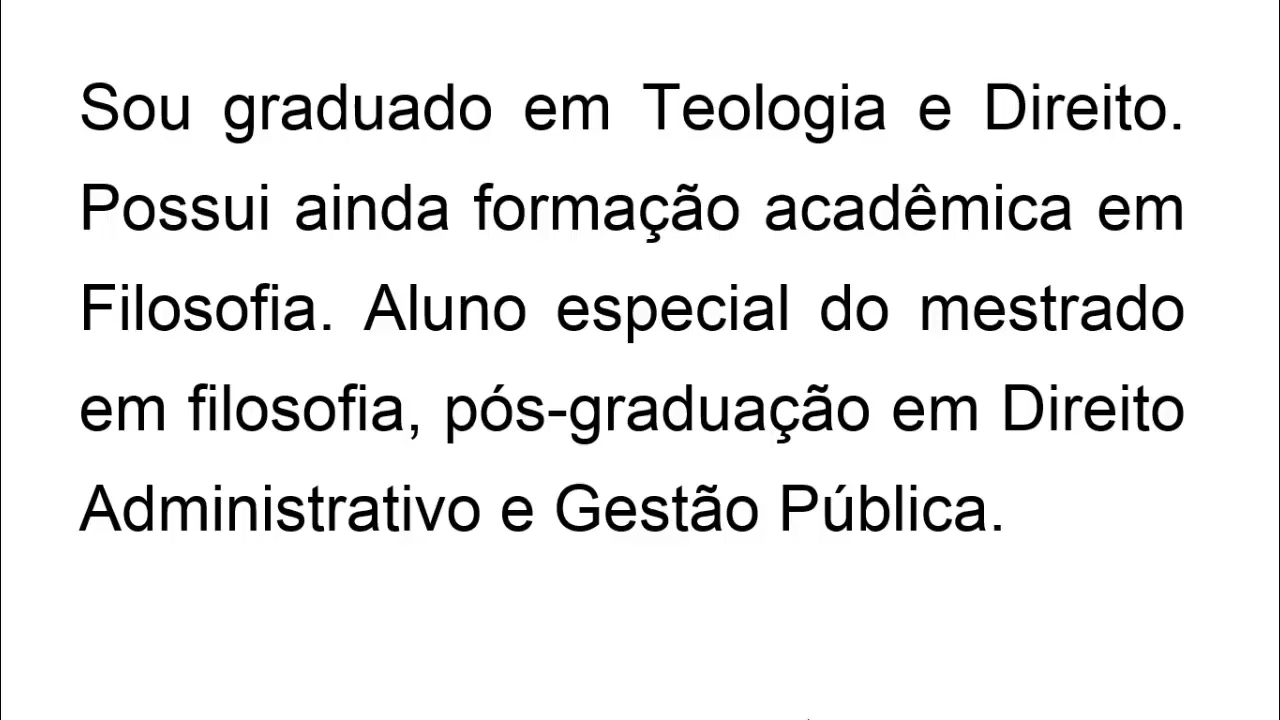 Sou graduado em Teologia e Direito.
Possui ainda formação acadêmica em
Filosofia. Aluno especial do mestrado
em filosofia, pós-graduação em Direito
Administrativo e Gestão Pública.